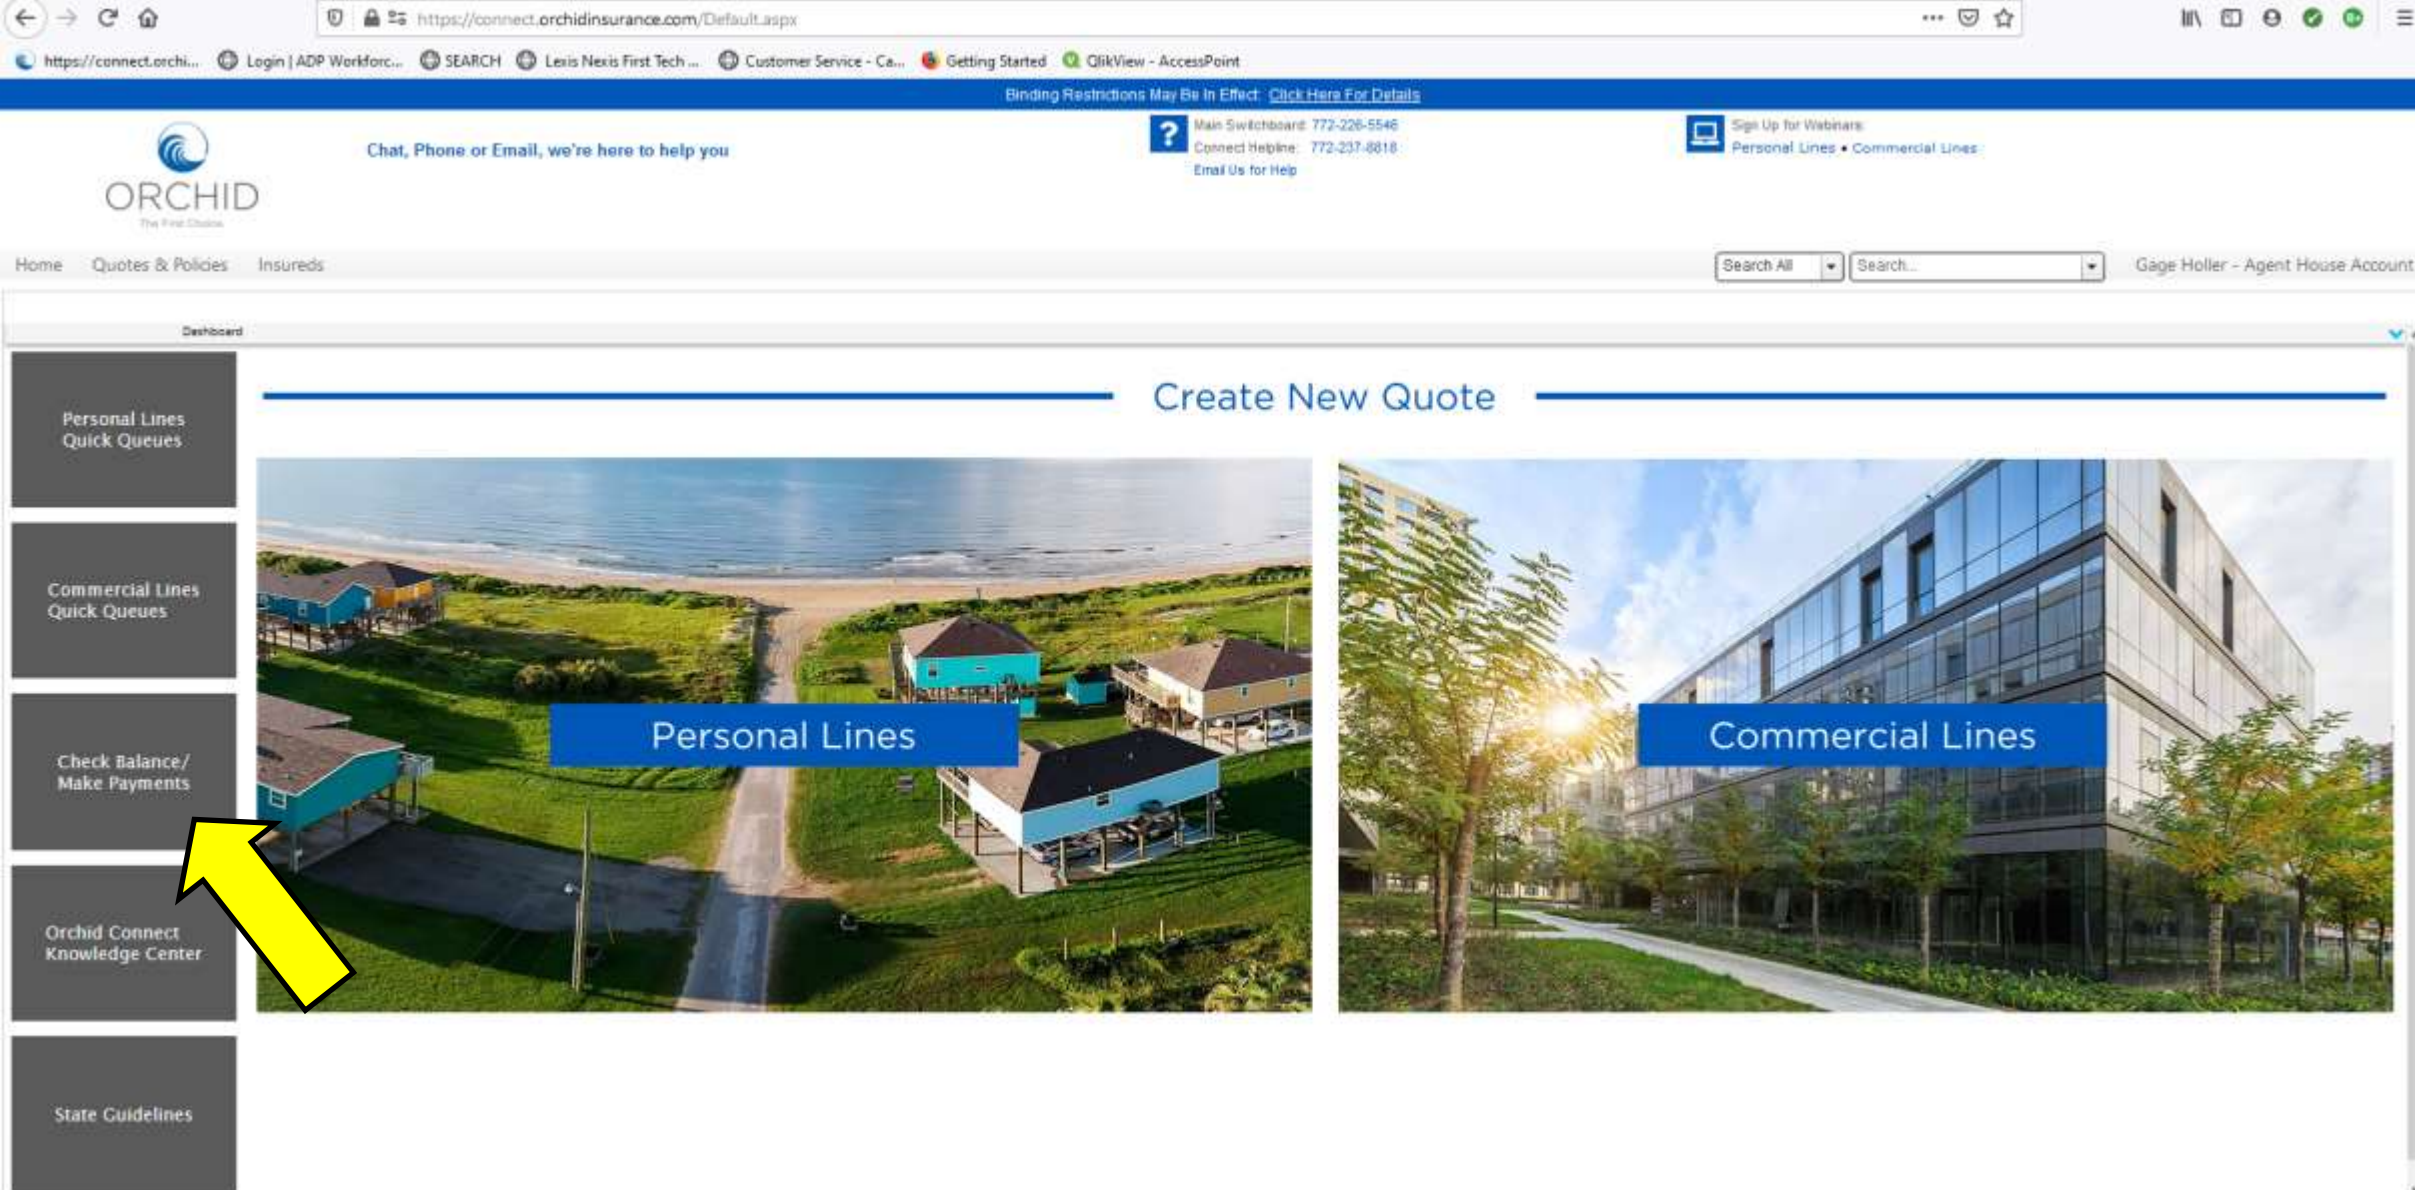 https://connect.orchidinsurance.com/Default.aspx
https://connect.orchi... Login | ADP Workforc... SEARCH Lexis Nexis First Tech ... Customer Service - Ca... Getting Started QlikView - AccessPoint
Binding Restrictions May Be In Effect: Click Here For Details
ORCHID
The First Choice.
Chat, Phone or Email, we're here to help you
?
Main Switchboard: 772-226-5546
Connect Helpline: 772-237-8818
Email Us for Help
Sign Up for Webinars:
Personal Lines • Commercial Lines
Home Quotes & Policies Insureds Search All Search... Gage Holler - Agent House Account
Dashboard
Personal Lines
Quick Queues
Commercial Lines
Quick Queues
Check Balance/
Make Payments
Orchid Connect
Knowledge Center
State Guidelines
Create New Quote
Personal Lines
Commercial Lines